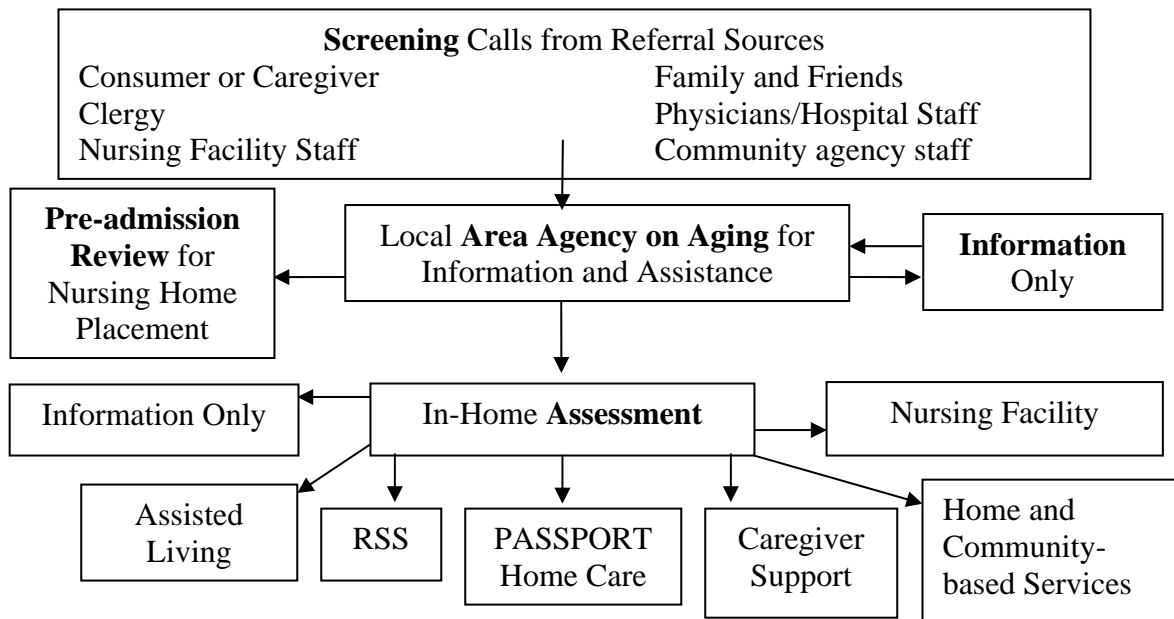 Screening Calls from Referral Sources
Consumer or Caregiver
Family and Friends
Clergy
Physicians/Hospital Staff
Nursing Facility Staff
Community agency staff
Pre-admission
Review for
Nursing Home
Placement
Local Area Agency on Aging for
Information and Assistance
Information
Only
Information Only
In-Home Assessment
Nursing Facility
Assisted
Living
RSS
PASSPORT
Home Care
Caregiver
Support
Home and
Community-
based Services